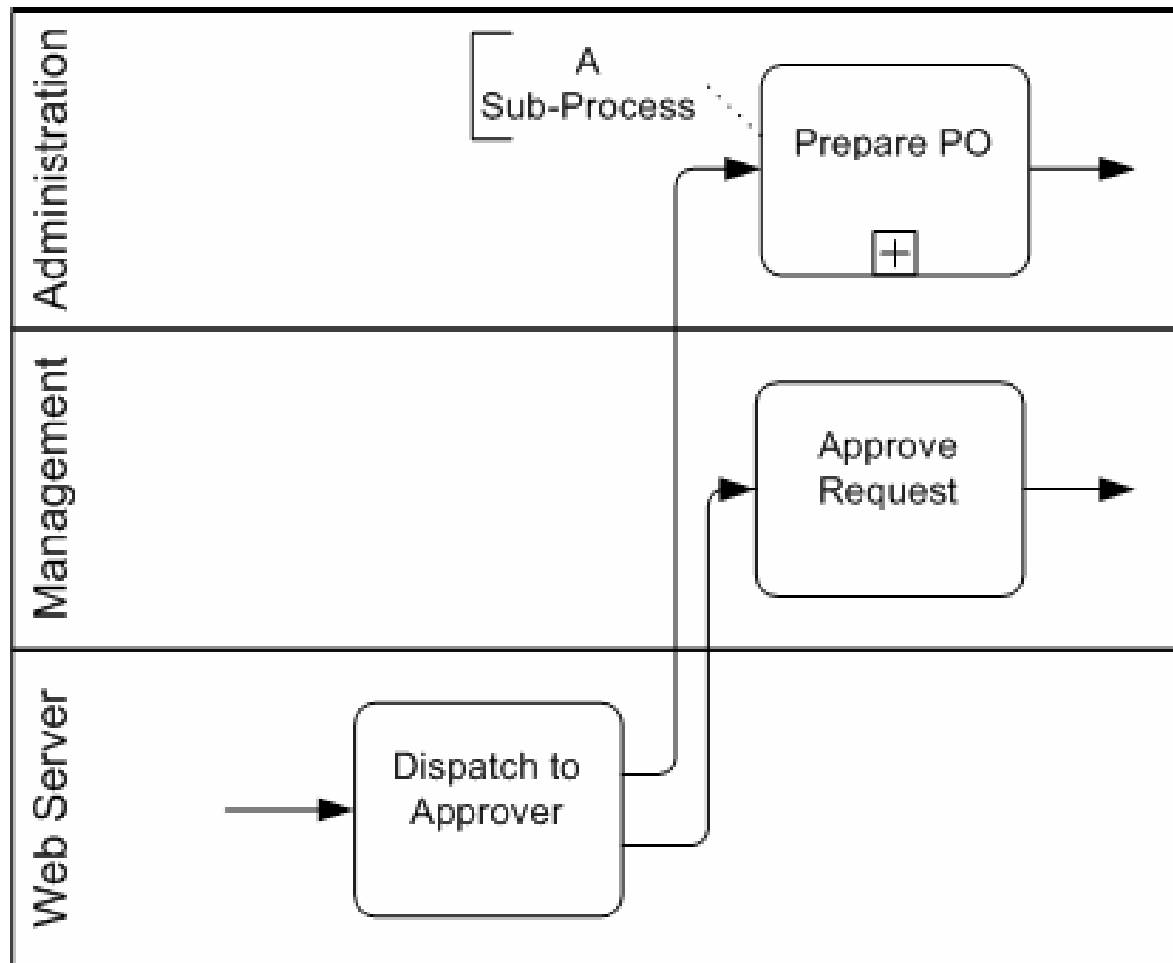 Administration
A
Sub-Process
Prepare PO
Management
Approve
Request
Web Server
Dispatch to
Approver